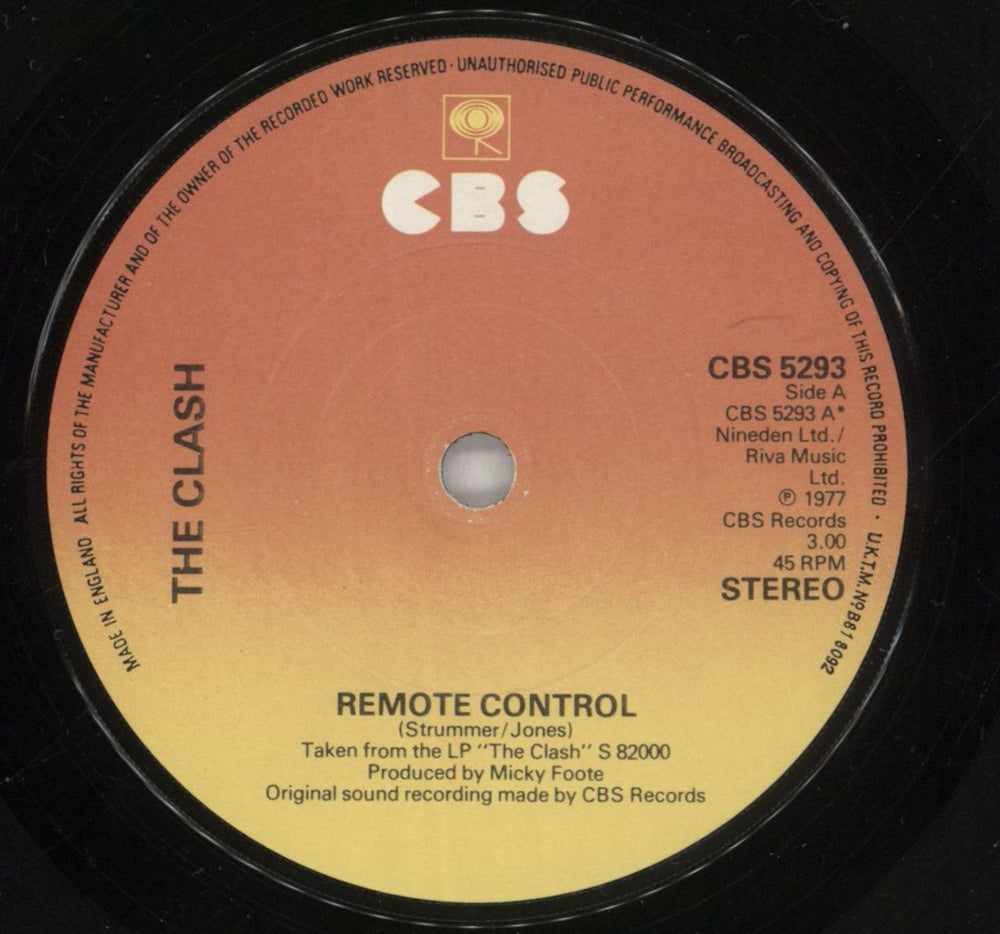 MADE IN ENGLAND ALL RIGHTS OF THE MANUFACTURER AND OF THE OWNER OF THE RECORDED WORK RESERVED · UNAUTHORISED PUBLIC PERFORMANCE BROADCASTING AND COPYING OF THIS RECORD PROHIBITED · U.K.T.M. Nº B618092
CBS
THE CLASH
CBS 5293
Side A
CBS 5293 A*
Nineden Ltd./
Riva Music
Ltd.
℗ 1977
CBS Records
3.00
45 RPM
STEREO
REMOTE CONTROL
(Strummer/Jones)
Taken from the LP "The Clash" S 82000
Produced by Micky Foote
Original sound recording made by CBS Records